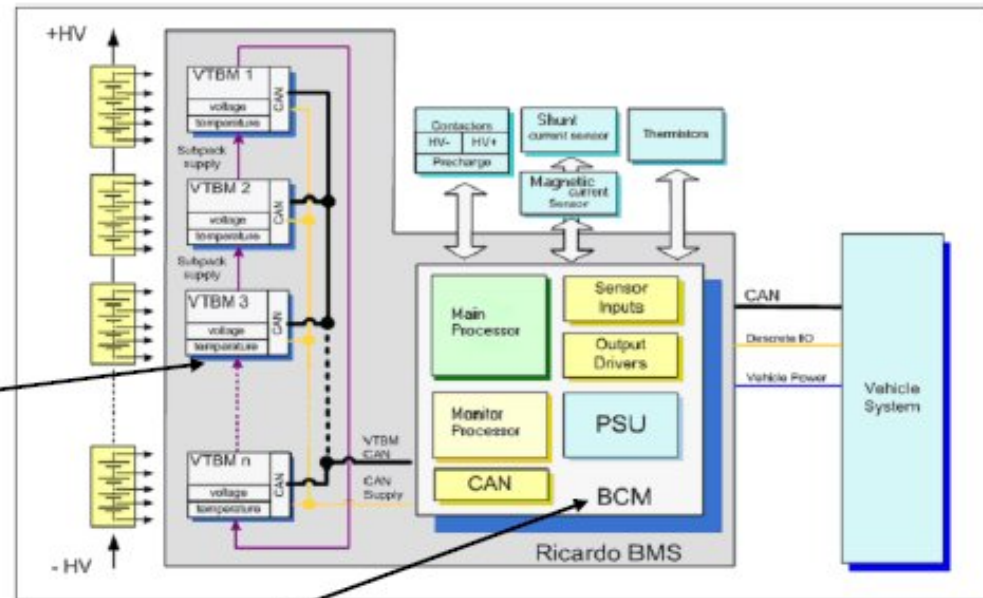 +HV
VTBM 1
voltage
temperature
CAN
Subpack
supply
VTBM 2
voltage
temperature
CAN
Subpack
supply
VTBM 3
voltage
temperature
CAN
VTBM n
voltage
temperature
CAN
- HV
VTBM
CAN
CAN
Supply
Contactors
HV-
HV+
Precharge
Shunt
current sensor
Magnetic
current
Sensor
Thermistors
Main
Processor
Sensor
Inputs
Output
Drivers
Monitor
Processor
PSU
CAN
BCM
Ricardo BMS
CAN
Descrete I/O
Vehicle Power
Vehicle
System